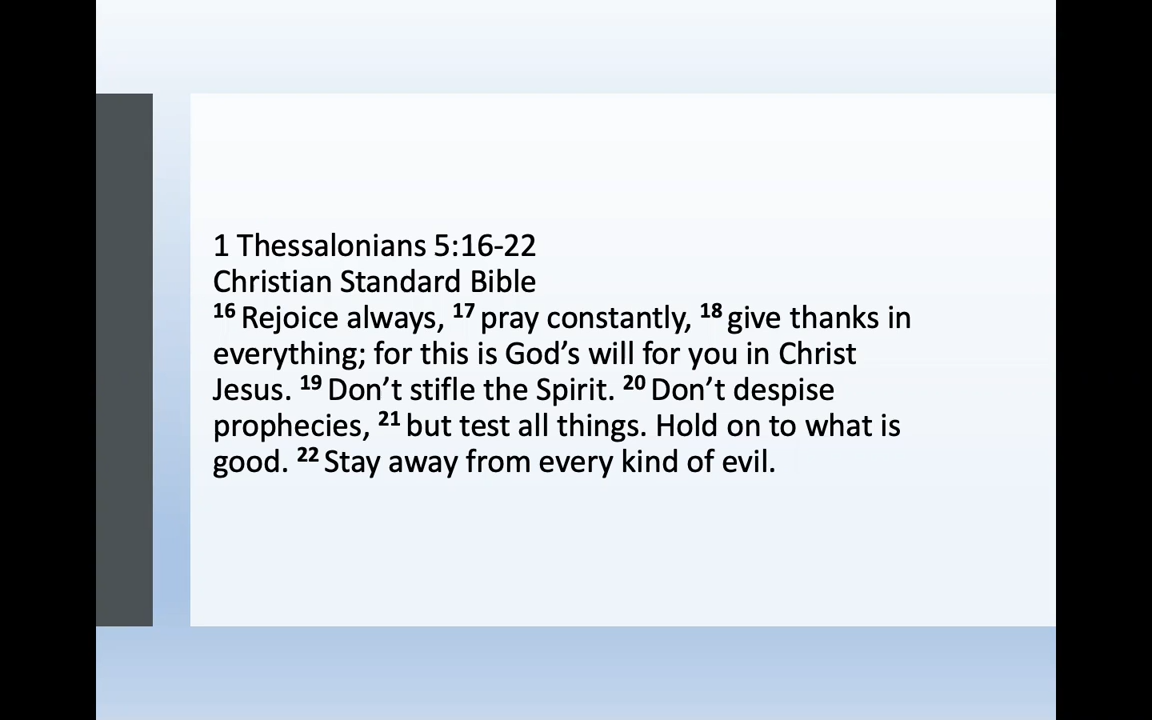 1 Thessalonians 5:16-22
Christian Standard Bible
16 Rejoice always, 17 pray constantly, 18 give thanks in
everything; for this is God’s will for you in Christ
Jesus. 19 Don’t stifle the Spirit. 20 Don’t despise
prophecies, 21 but test all things. Hold on to what is
good. 22 Stay away from every kind of evil.